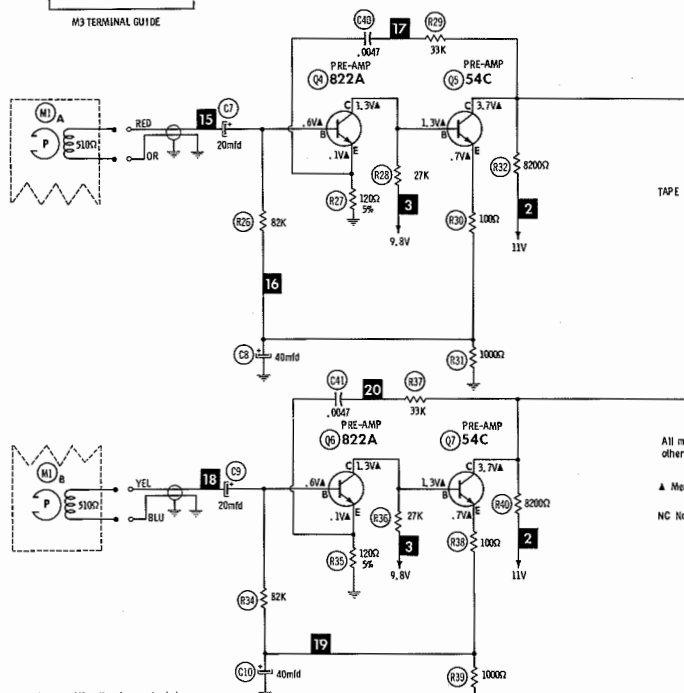 M3 TERMINAL GUIDE
C40
17
R29
.0047
33K
PRE-AMP
Q4 822A
PRE-AMP
Q5 54C
M1 A
P
510Ω
RED
OR
15
C7
+
20mfd
C 1.3V▲
.6V▲
B
E
.1V▲
C 3.7V▲
1.3V▲
B
E
.7V▲
R28
27K
R32
8200Ω
TAPE
R27
120Ω
5%
3
9.8V
R30
100Ω
2
11V
R26
82K
16
C8
+
40mfd
R31
1000Ω
C41
20
R37
.0047
33K
PRE-AMP
Q6 822A
PRE-AMP
Q7 54C
M1 B
P
510Ω
YEL
BLU
18
C9
+
20mfd
C 1.3V▲
.6V▲
B
E
.1V▲
C 3.7V▲
1.3V▲
B
E
.7V▲
All m
other
▲ Me
NC No
R36
27K
R40
8200Ω
R35
120Ω
5%
3
9.8V
R38
100Ω
2
11V
R34
82K
19
C10
+
40mfd
R39
1000Ω